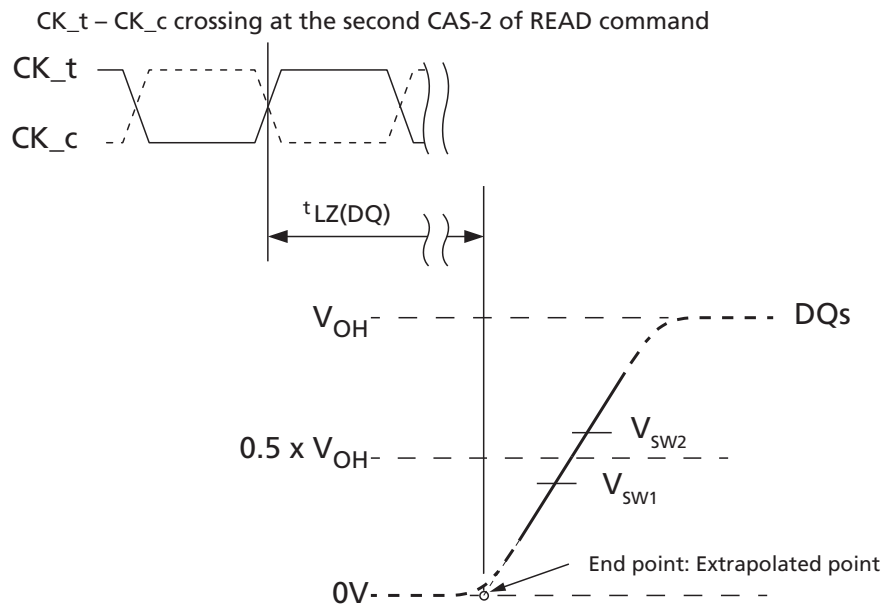 CK_t – CK_c crossing at the second CAS-2 of READ command
CK_t
CK_c
tLZ(DQ)
VOH
DQs
0.5 x VOH
VSW2
VSW1
End point: Extrapolated point
0V